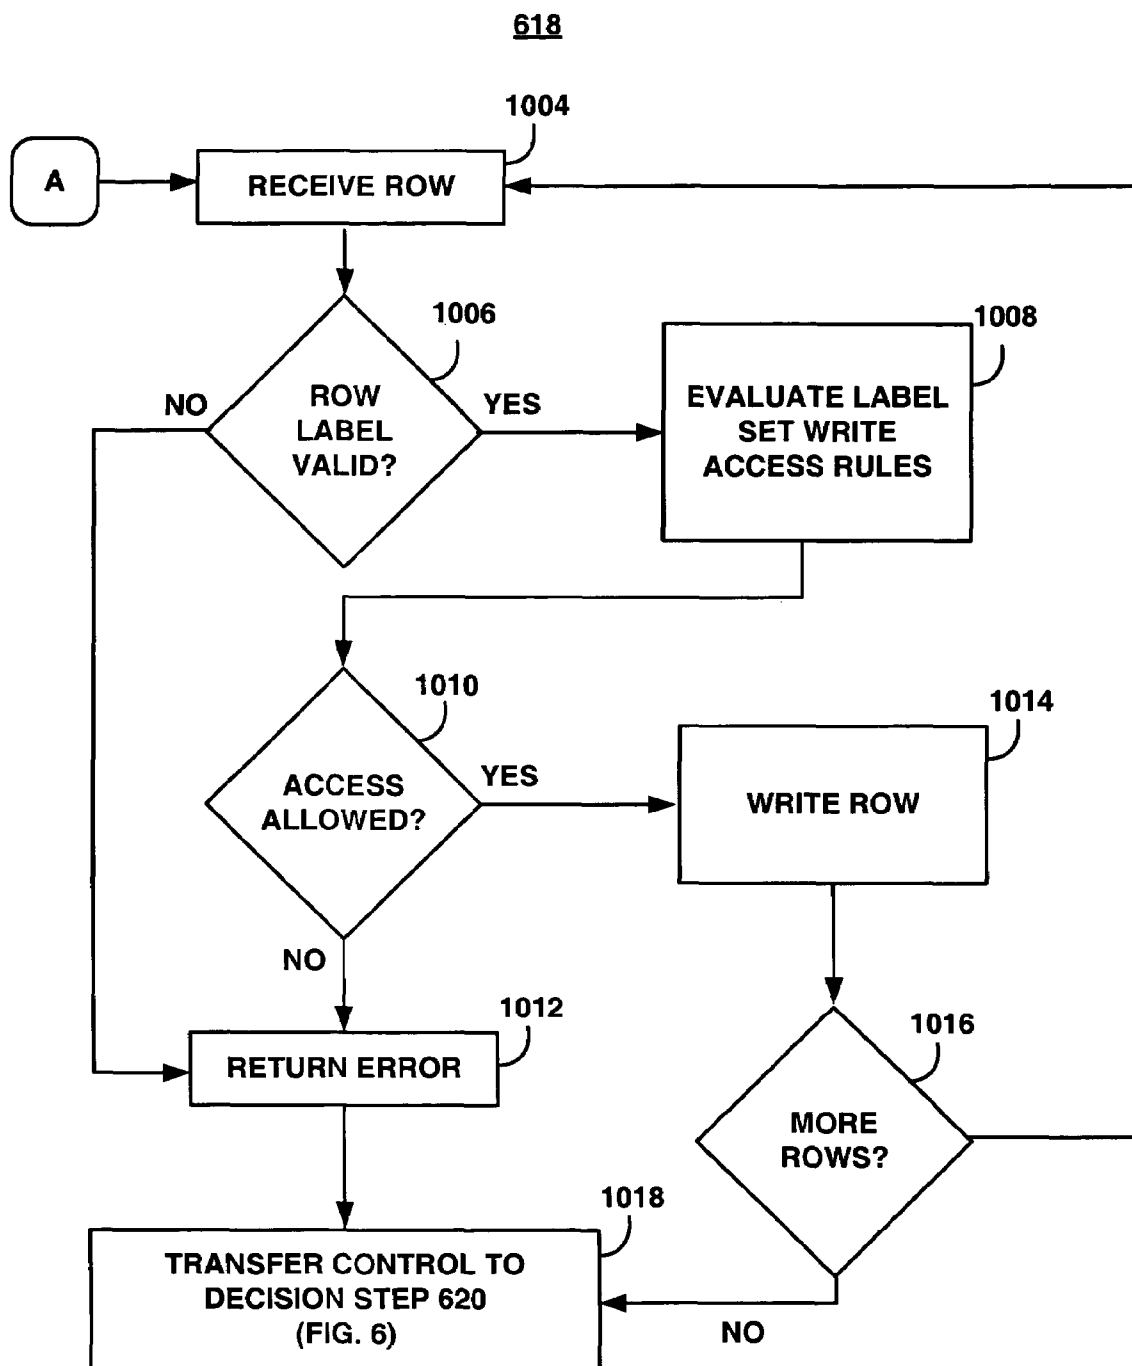 618
1004
A
RECEIVE ROW
1006
1008
NO
ROW
LABEL
VALID?
YES
EVALUATE LABEL
SET WRITE
ACCESS RULES
1010
1014
ACCESS
ALLOWED?
YES
WRITE ROW
NO
1012
RETURN ERROR
1016
MORE
ROWS?
1018
TRANSFER CONTROL TO
DECISION STEP 620
(FIG. 6)
NO